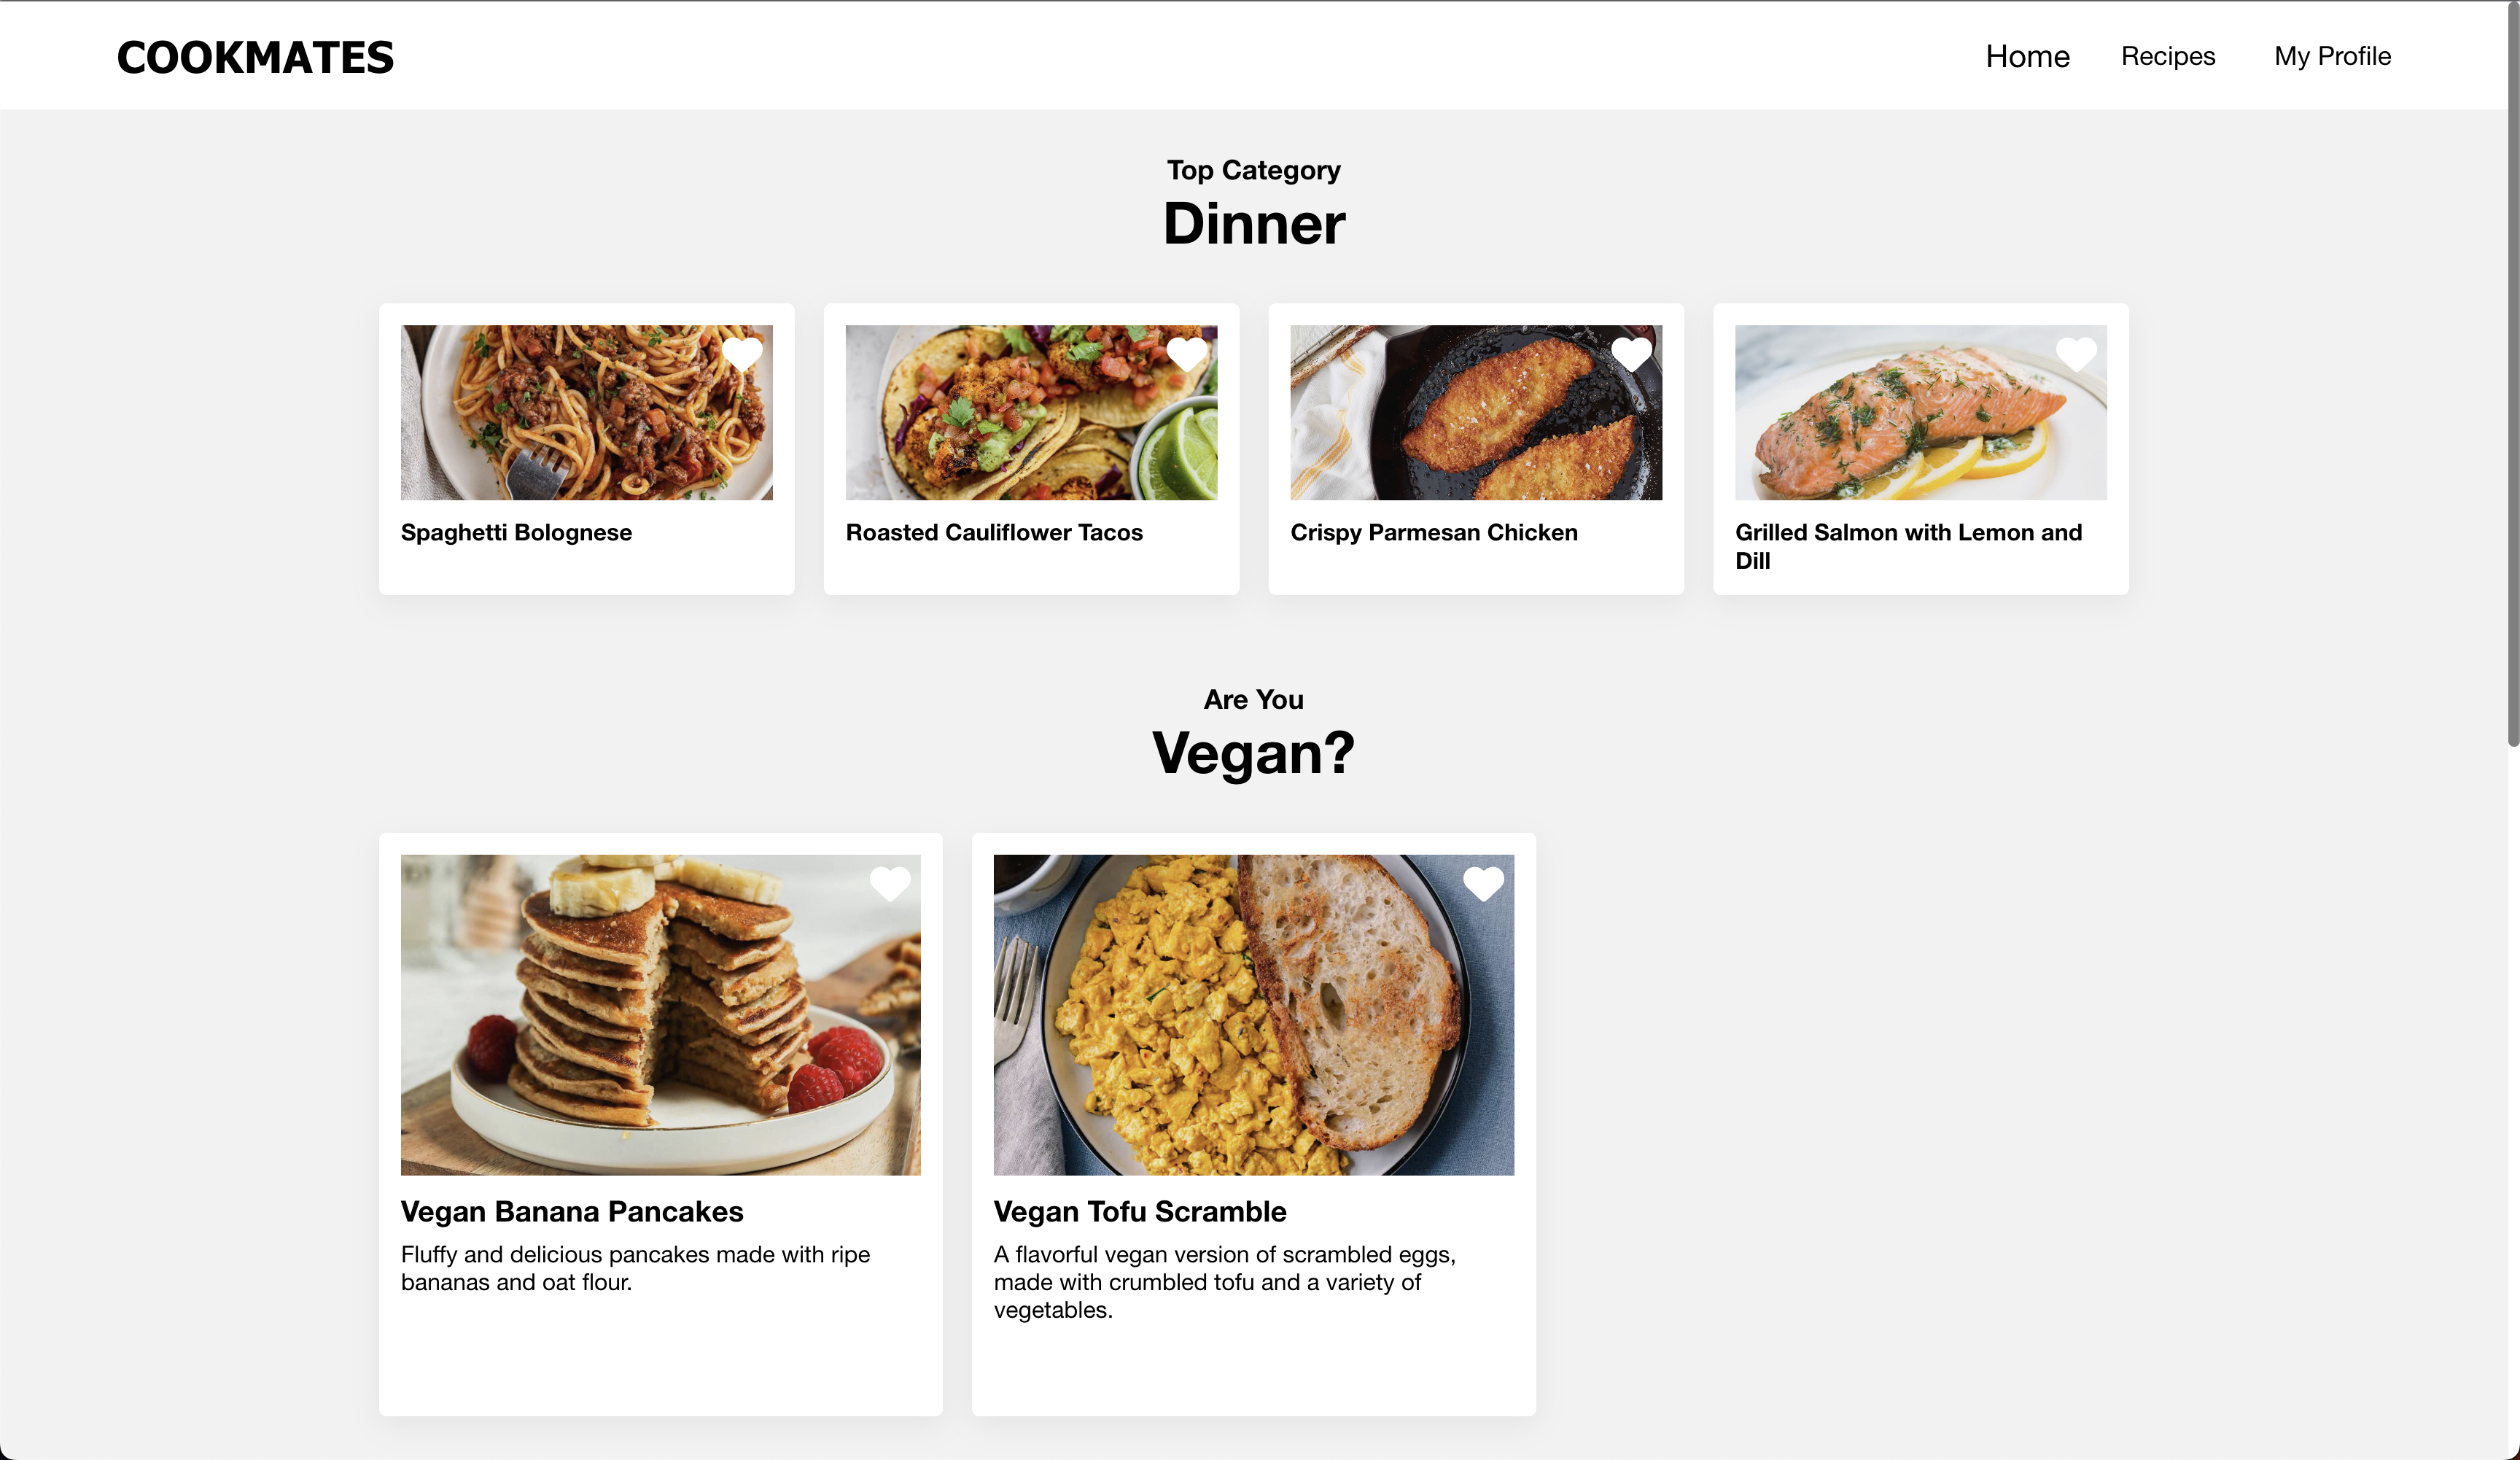 COOKMATES
Home Recipes My Profile
Top Category
Dinner
Spaghetti Bolognese
Roasted Cauliflower Tacos
Crispy Parmesan Chicken
Grilled Salmon with Lemon and
Dill
Are You
Vegan?
Vegan Banana Pancakes
Fluffy and delicious pancakes made with ripe
bananas and oat flour.
Vegan Tofu Scramble
A flavorful vegan version of scrambled eggs,
made with crumbled tofu and a variety of
vegetables.